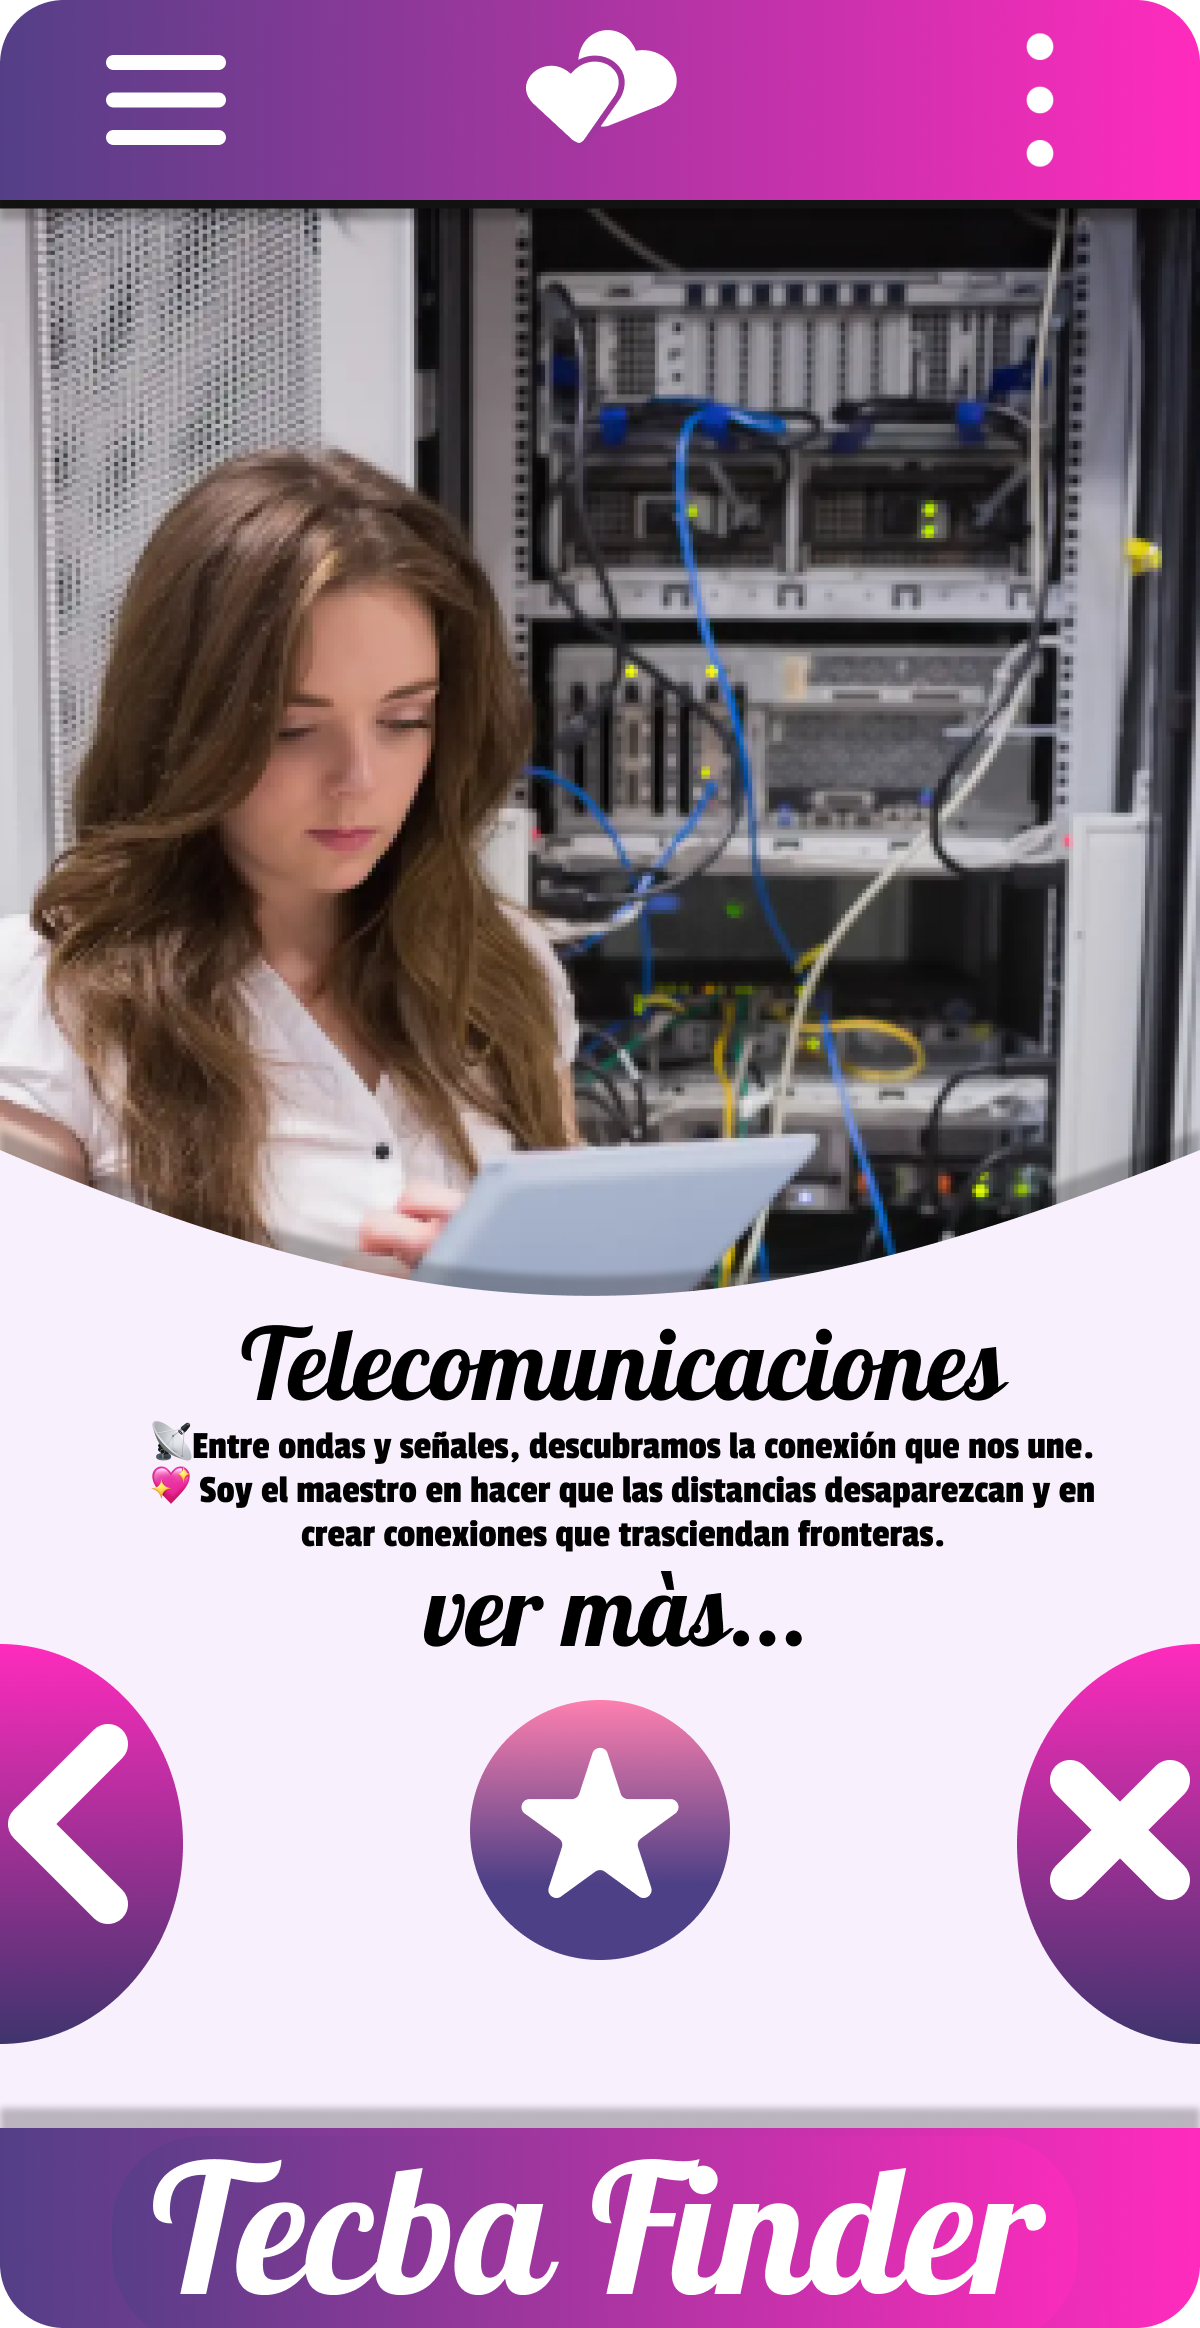 Telecomunicaciones
📡Entre ondas y señales, descubramos la conexión que nos une.
💖 Soy el maestro en hacer que las distancias desaparezcan y en
crear conexiones que trasciendan fronteras.
ver màs...
Tecba Finder